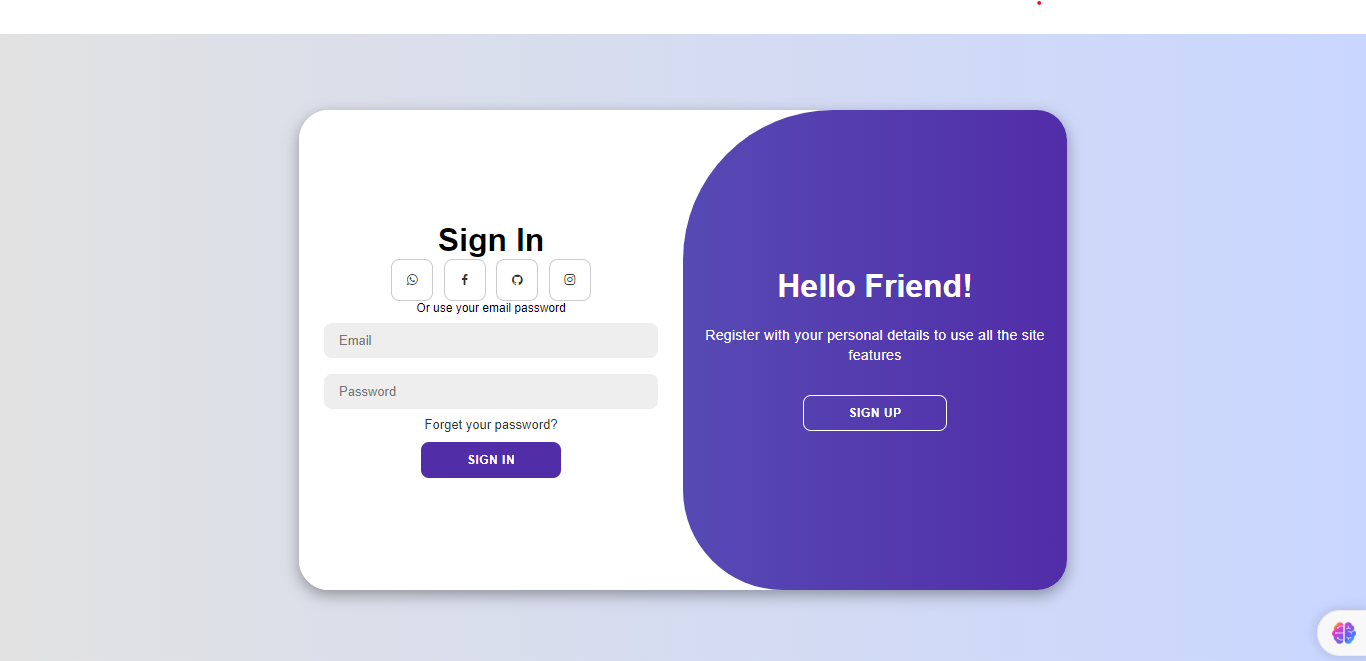 Sign In
Or use your email password
Email
Password
Forget your password?
SIGN IN
Hello Friend!
Register with your personal details to use all the site
features
SIGN UP